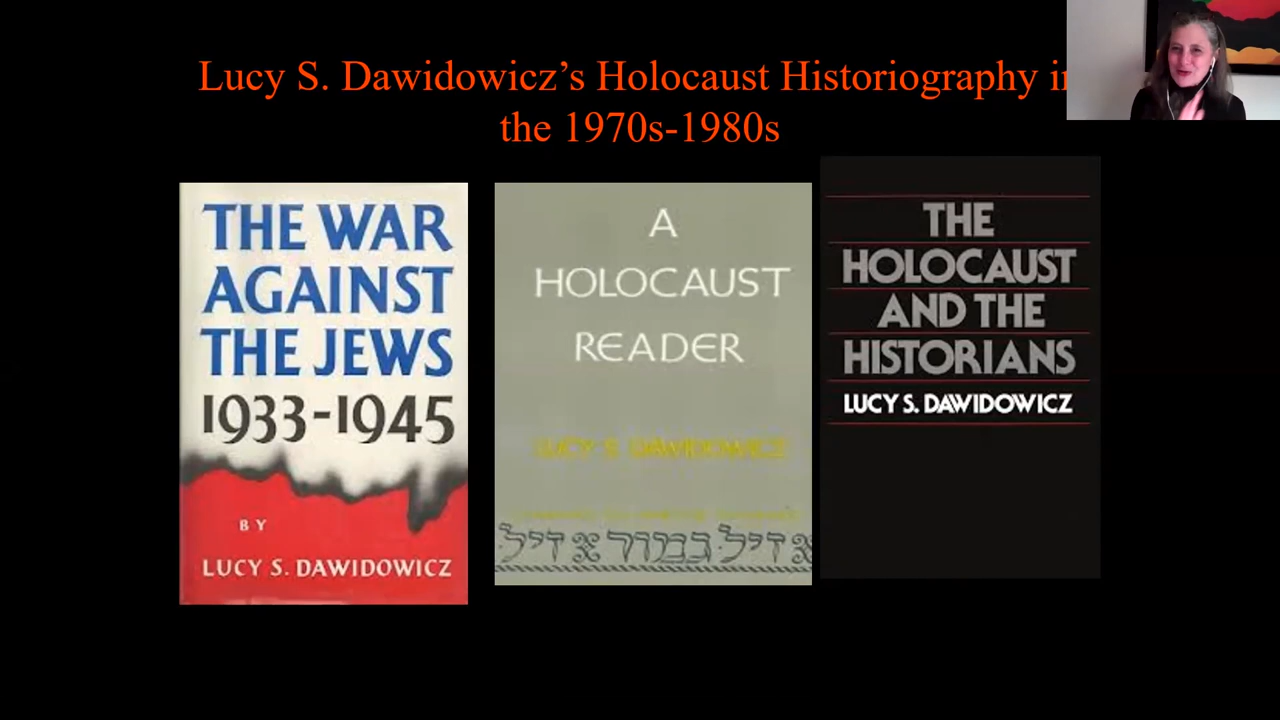 Lucy S. Dawidowicz’s Holocaust Historiography in
the 1970s-1980s
THE WAR
AGAINST
THE JEWS
1933-1945
BY
LUCY S. DAWIDOWICZ
A
HOLOCAUST
READER
LUCY S. DAWIDOWICZ
THE
HOLOCAUST
AND THE
HISTORIANS
LUCY S. DAWIDOWICZ